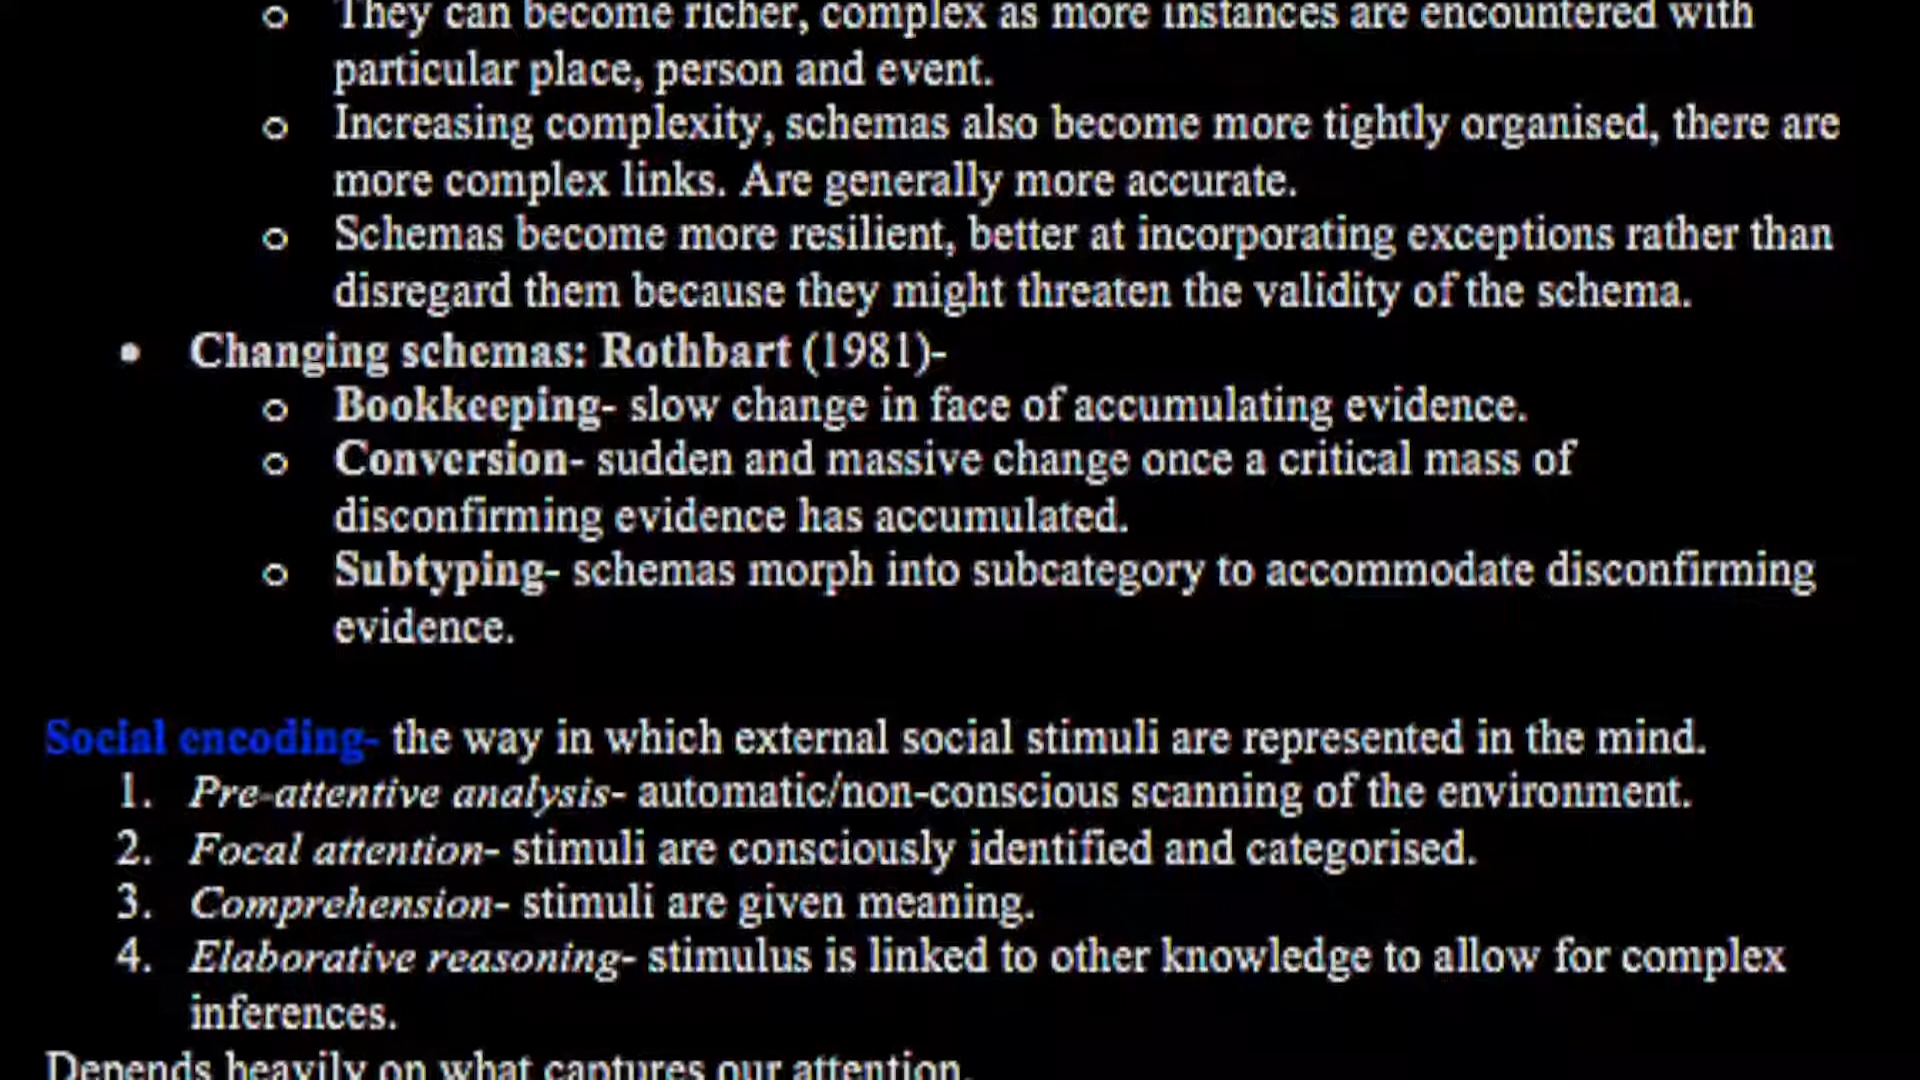 o They can become richer, complex as more instances are encountered with
particular place, person and event.
o Increasing complexity, schemas also become more tightly organised, there are
more complex links. Are generally more accurate.
o Schemas become more resilient, better at incorporating exceptions rather than
disregard them because they might threaten the validity of the schema.
• Changing schemas: Rothbart (1981)-
o Bookkeeping- slow change in face of accumulating evidence.
o Conversion- sudden and massive change once a critical mass of
disconfirming evidence has accumulated.
o Subtyping- schemas morph into subcategory to accommodate disconfirming
evidence.
Social encoding- the way in which external social stimuli are represented in the mind.
1. Pre-attentive analysis- automatic/non-conscious scanning of the environment.
2. Focal attention- stimuli are consciously identified and categorised.
3. Comprehension- stimuli are given meaning.
4. Elaborative reasoning- stimulus is linked to other knowledge to allow for complex
inferences.
Depends heavily on what captures our attention.